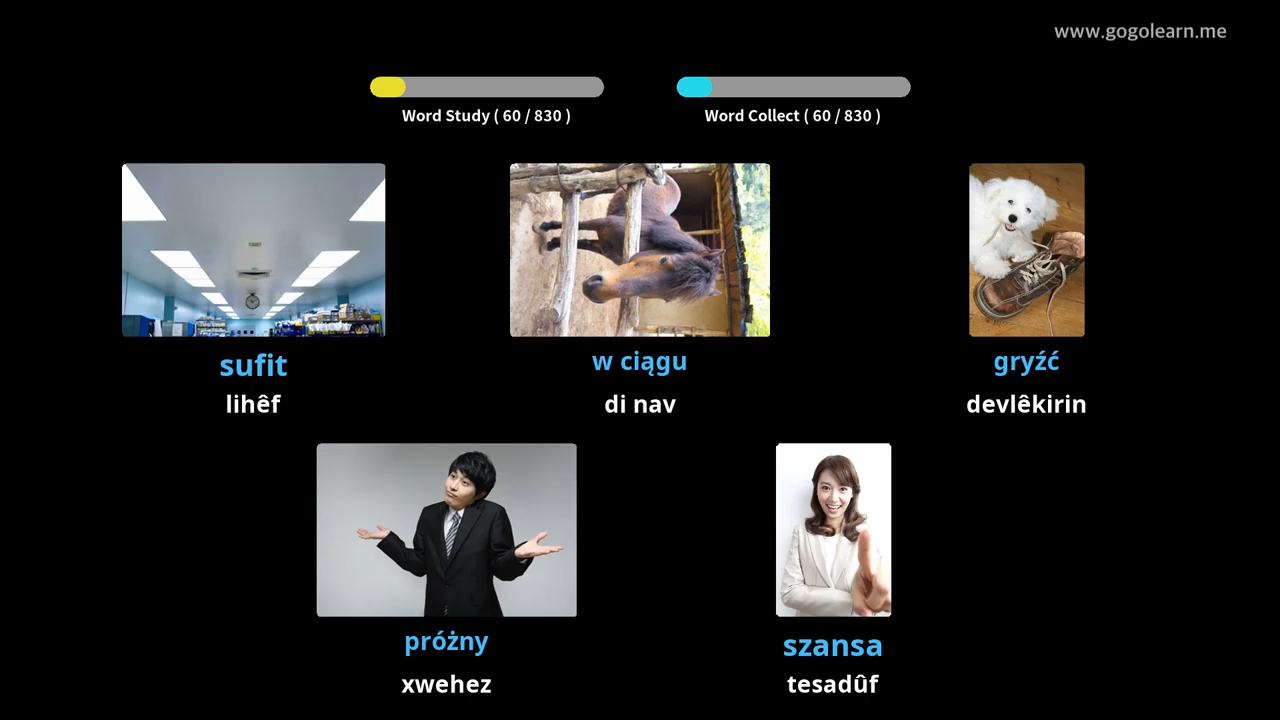 www.gogolearn.me
Word Study ( 60 / 830 )
Word Collect ( 60 / 830 )
sufit
lihêf
w ciągu
di nav
gryźć
devlêkirin
próżny
xwehez
szansa
tesadûf